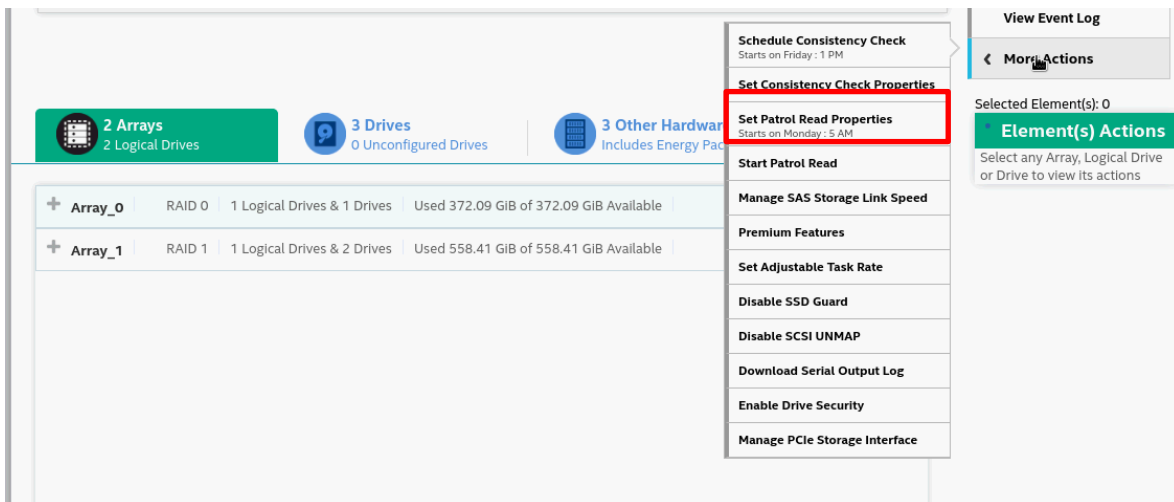 View Event Log
More Actions
Schedule Consistency Check
Starts on Friday : 1 PM
Set Consistency Check Properties
Set Patrol Read Properties
Starts on Monday : 5 AM
Start Patrol Read
Manage SAS Storage Link Speed
Premium Features
Set Adjustable Task Rate
Disable SSD Guard
Disable SCSI UNMAP
Download Serial Output Log
Enable Drive Security
Manage PCIe Storage Interface
Selected Element(s): 0
Element(s) Actions
Select any Array, Logical Drive
or Drive to view its actions
2 Arrays
2 Logical Drives
3 Drives
0 Unconfigured Drives
3 Other Hardwar
Includes Energy Pac
Array_0 RAID 0 1 Logical Drives & 1 Drives Used 372.09 GiB of 372.09 GiB Available
Array_1 RAID 1 1 Logical Drives & 2 Drives Used 558.41 GiB of 558.41 GiB Available